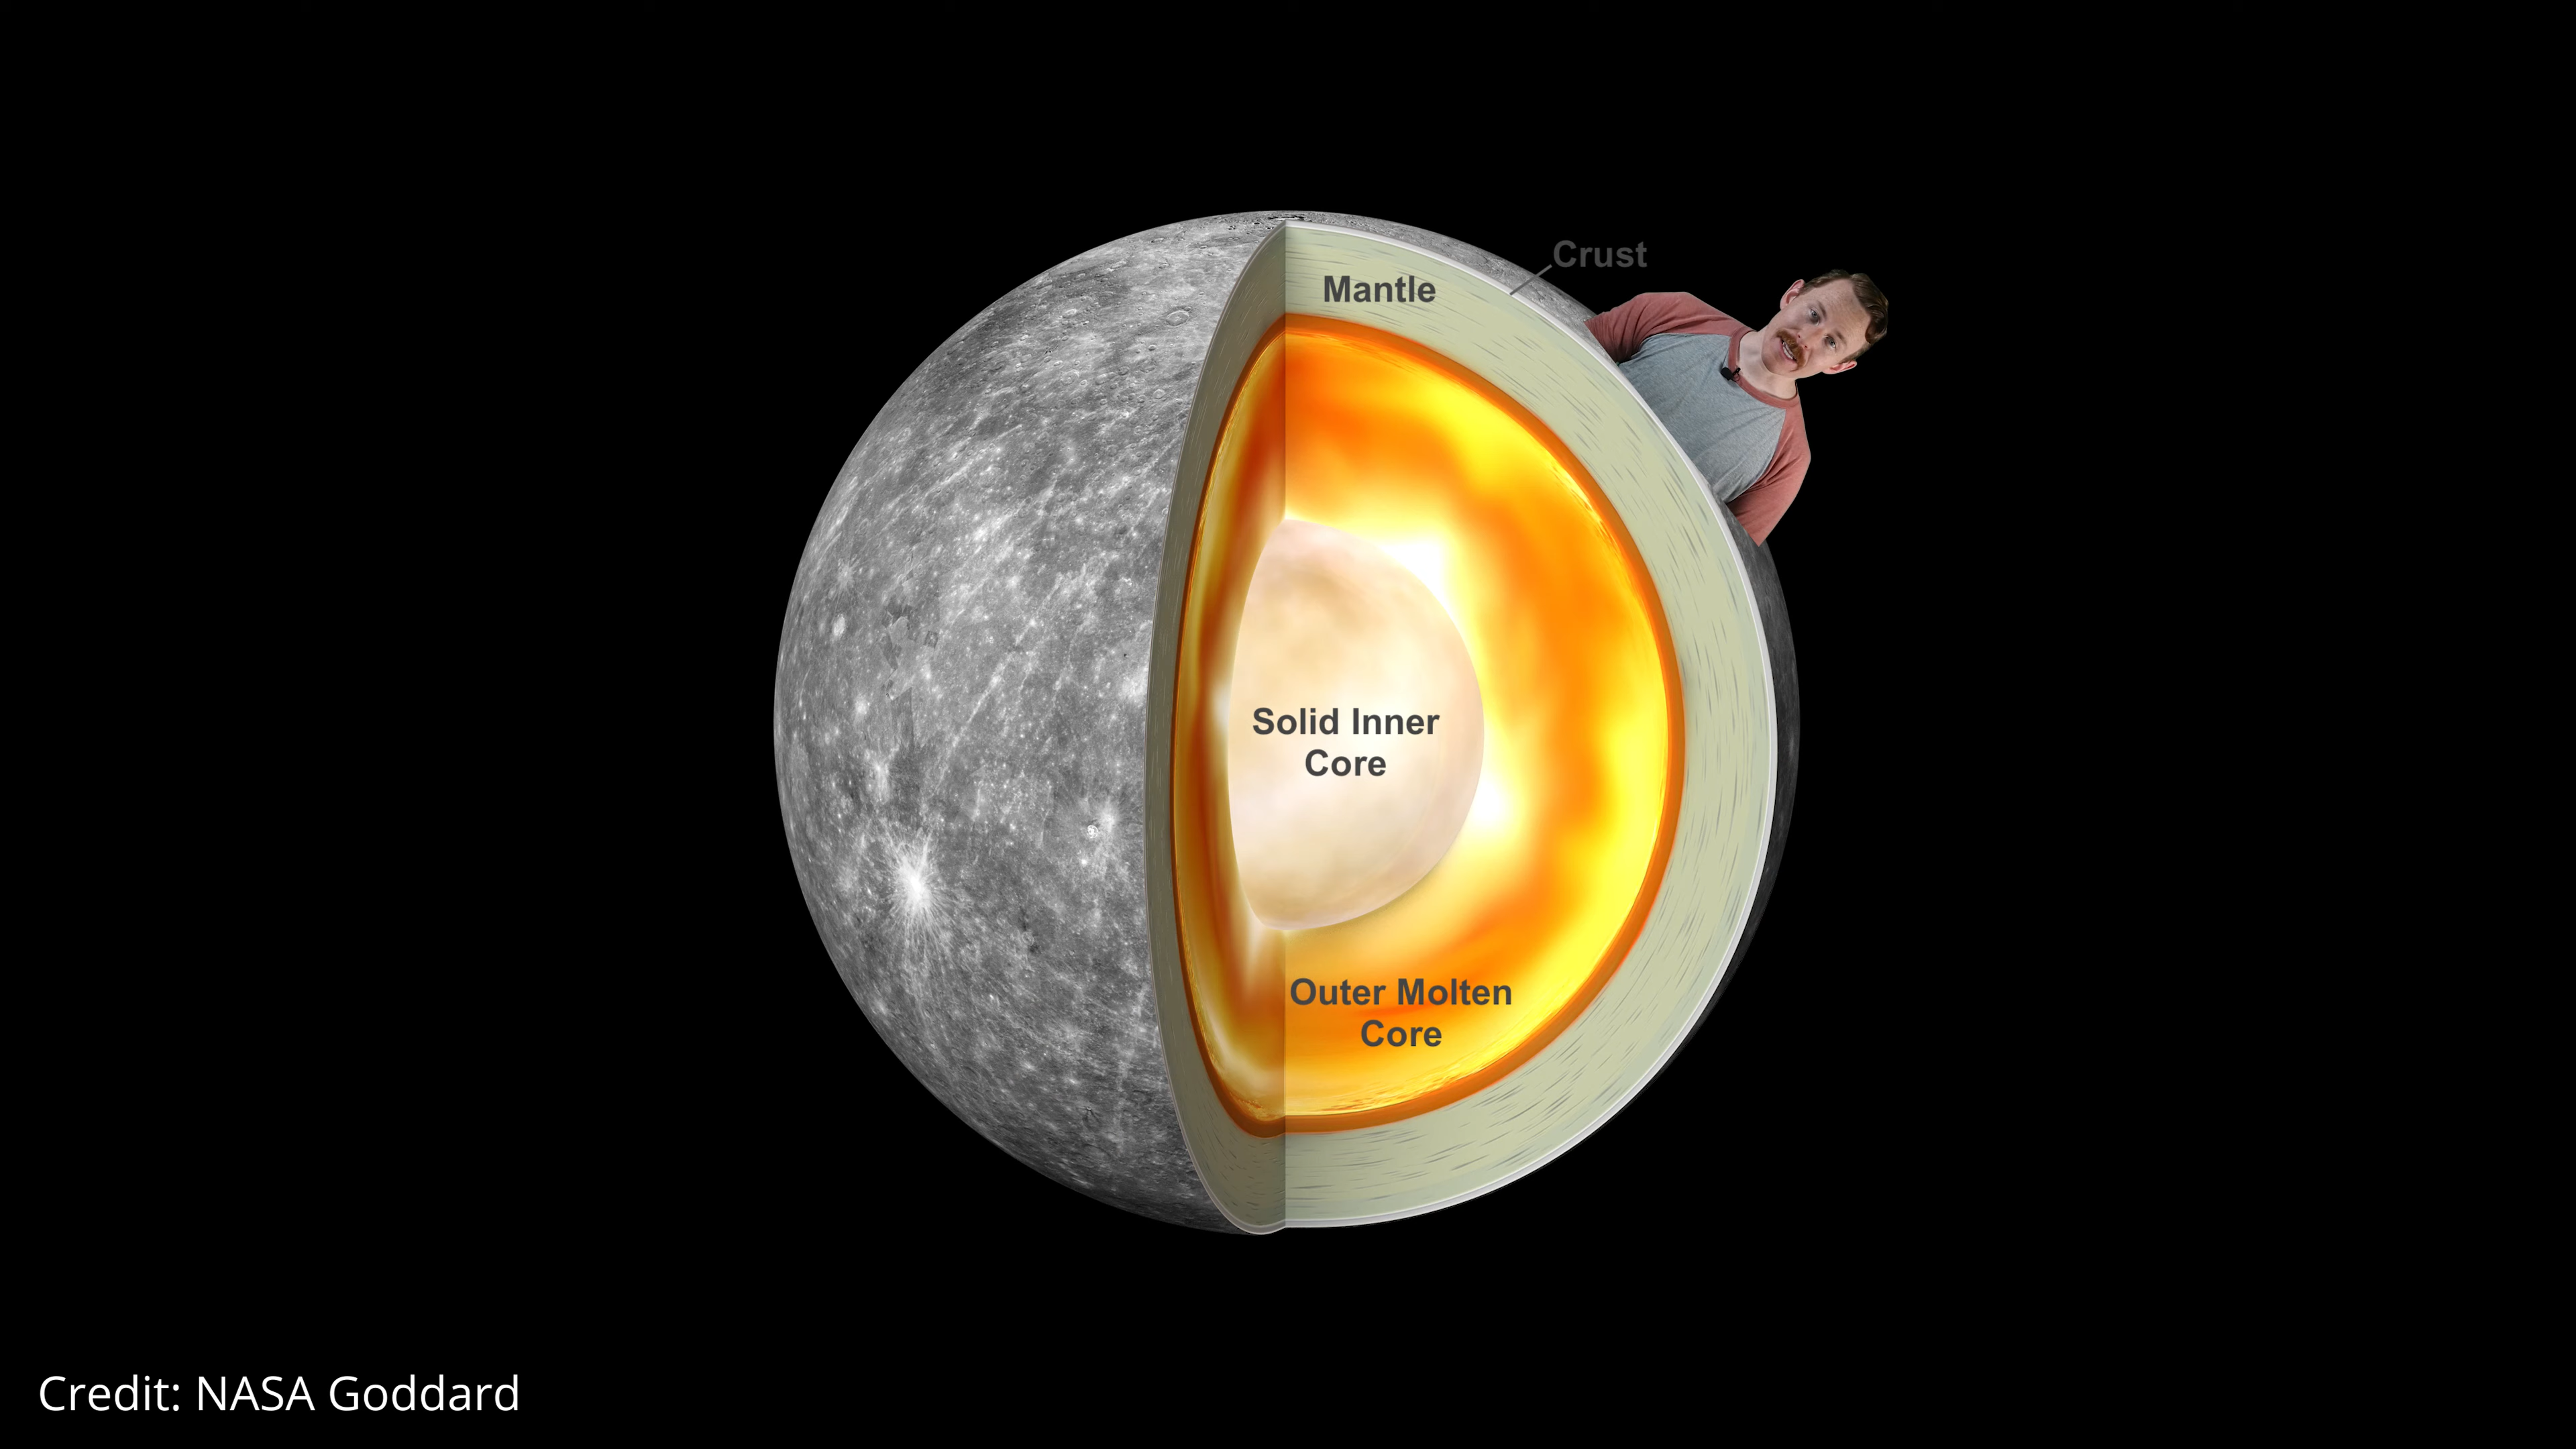 Crust
Mantle
Solid Inner
Core
Outer Molten
Core
Credit: NASA Goddard